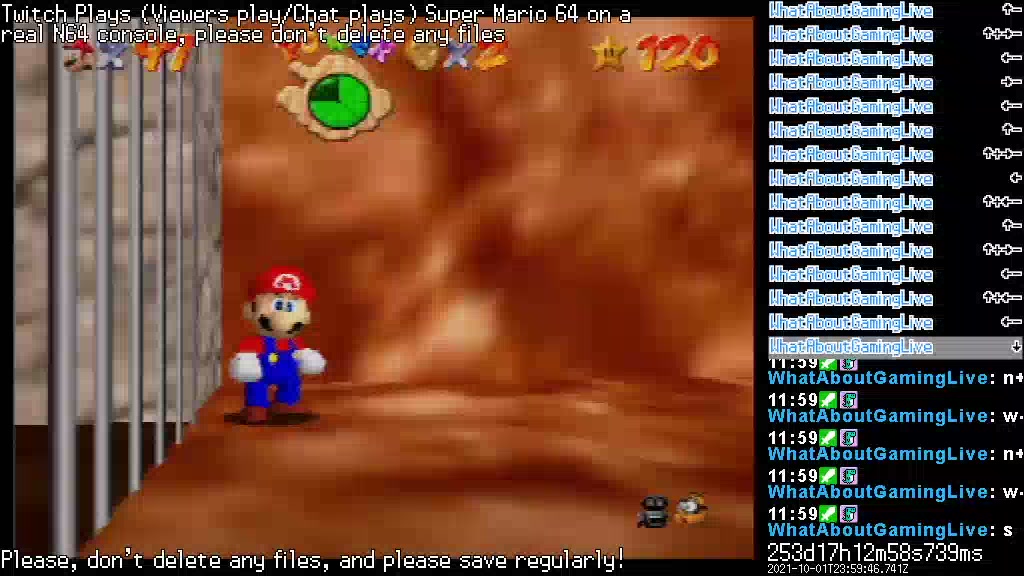 Twitch Plays (Viewers play/Chat plays) Super Mario 64 on a
real N64 console, please don't delete any files
120
WhatAboutGamingLive ↑-
WhatAboutGamingLive ↑+→-
WhatAboutGamingLive ←-
WhatAboutGamingLive →-
WhatAboutGamingLive ←-
WhatAboutGamingLive ↑-
WhatAboutGamingLive ↑+→-
WhatAboutGamingLive ←
WhatAboutGamingLive ↑+←-
WhatAboutGamingLive ↑-
WhatAboutGamingLive ↑+→-
WhatAboutGamingLive ←-
WhatAboutGamingLive ↑+←-
WhatAboutGamingLive ←-
WhatAboutGamingLive ↓
11:59
WhatAboutGamingLive: n+
11:59
WhatAboutGamingLive: w-
11:59
WhatAboutGamingLive: n+
11:59
WhatAboutGamingLive: w-
11:59
WhatAboutGamingLive: s
Please, don't delete any files, and please save regularly!
253d17h12m58s739ms
2021-10-01T23:59:46.741Z